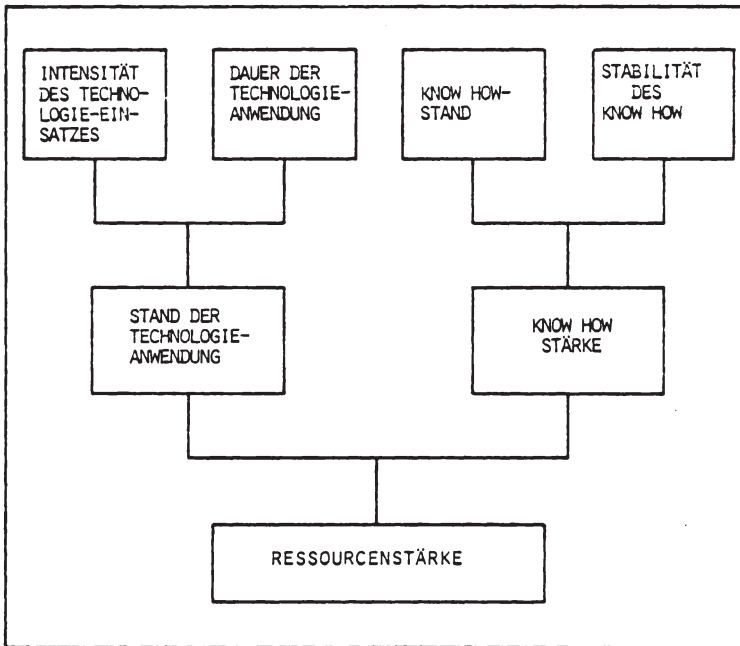 INTENSITÄT
DES TECHNO-
LOGIE-EIN-
SATZES
DAUER DER
TECHNOLOGIE-
ANWENDUNG
KNOW HOW-
STAND
STABILITÄT
DES
KNOW HOW
STAND DER
TECHNOLOGIE-
ANWENDUNG
KNOW HOW
STÄRKE
RESSOURCENSTÄRKE